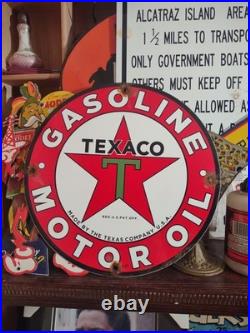 ALCATRAZ ISLAND AREA
1 ½ MILES TO TRANSPO
ONLY GOVERNMENT BOATS
OTHERS MUST KEEP OFF
ALLOWED A
GASOLINE
TEXACO
T
REG. U.S. PAT. OFF.
MADE BY THE TEXAS COMPANY U.S.A.
MOTOR OIL